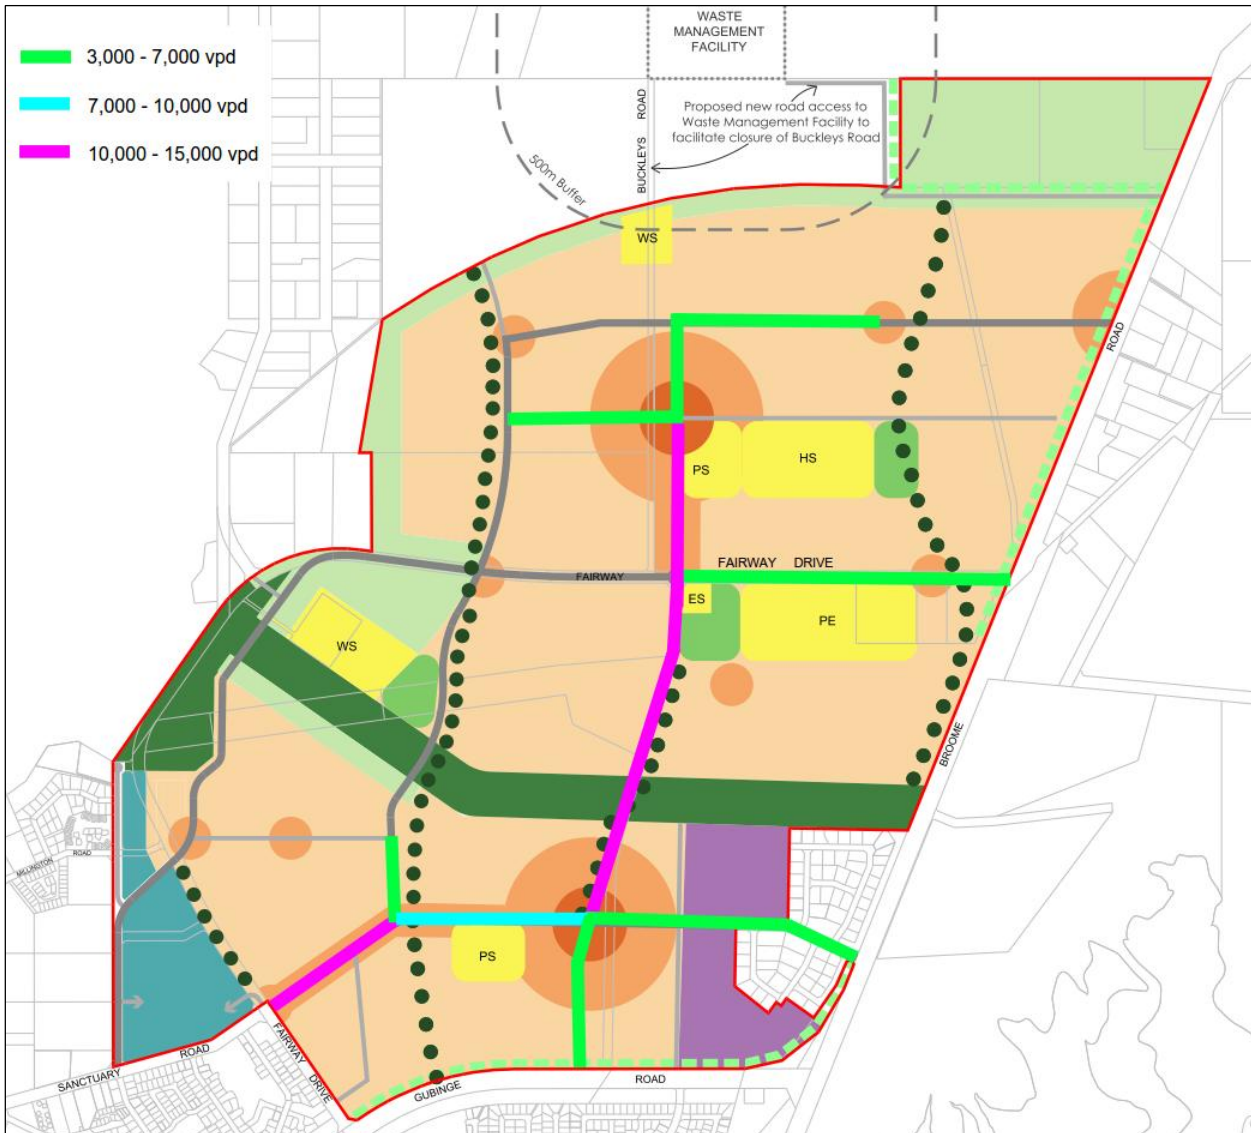 3,000 - 7,000 vpd
7,000 - 10,000 vpd
10,000 - 15,000 vpd
WASTE
MANAGEMENT
FACILITY
Proposed new road access to
Waste Management Facility to
facilitate closure of Buckleys Road
BUCKLEYS ROAD
500m Buffer
WS
ROAD
PS
HS
FAIRWAY
FAIRWAY DRIVE
ES
PE
WS
BROOME
MILLINGTON
ROAD
PS
FAIRWAY
DRIVE
SANCTUARY
ROAD
GUBINGE
ROAD